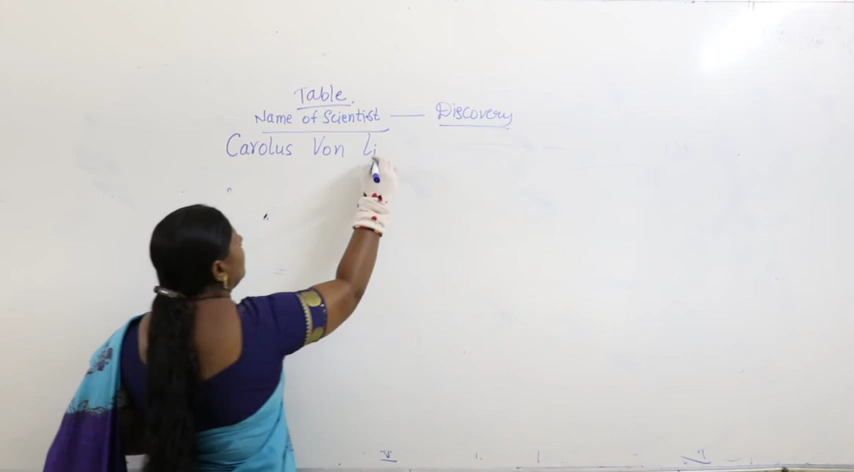 Table.
Name of Scientist — Discovery
Carolus Von Li